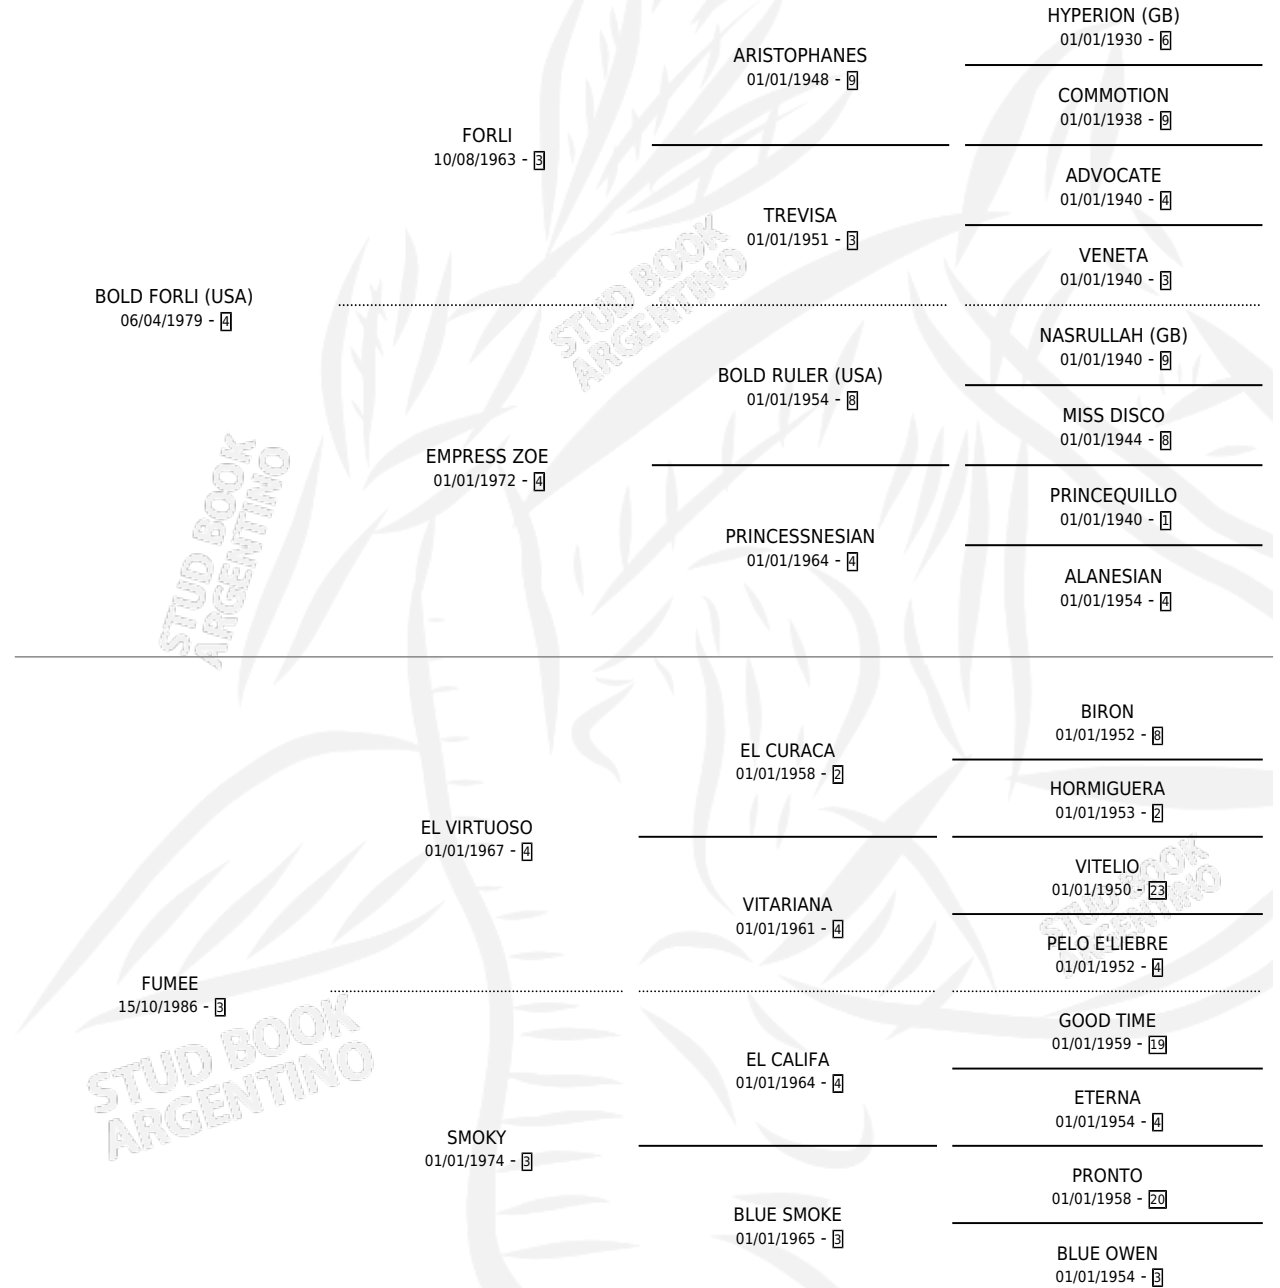 HYPERION (GB)
01/01/1930 - 6
ARISTOPHANES
01/01/1948 - 9
COMMOTION
01/01/1938 - 9
FORLI
10/08/1963 - 3
ADVOCATE
01/01/1940 - 4
TREVISA
01/01/1951 - 3
VENETA
01/01/1940 - 3
BOLD FORLI (USA)
06/04/1979 - 4
NASRULLAH (GB)
01/01/1940 - 9
BOLD RULER (USA)
01/01/1954 - 8
MISS DISCO
01/01/1944 - 8
EMPRESS ZOE
01/01/1972 - 4
PRINCEQUILLO
01/01/1940 - 1
PRINCESSNESIAN
01/01/1964 - 4
ALANESIAN
01/01/1954 - 4
BIRON
01/01/1952 - 8
EL CURACA
01/01/1958 - 2
HORMIGUERA
01/01/1953 - 2
EL VIRTUOSO
01/01/1967 - 4
VITELIO
01/01/1950 - 23
VITARIANA
01/01/1961 - 4
PELO E'LIEBRE
01/01/1952 - 4
FUMEE
15/10/1986 - 3
GOOD TIME
01/01/1959 - 19
EL CALIFA
01/01/1964 - 4
ETERNA
01/01/1954 - 4
SMOKY
01/01/1974 - 3
PRONTO
01/01/1958 - 20
BLUE SMOKE
01/01/1965 - 3
BLUE OWEN
01/01/1954 - 3
STUD BOOK
ARGENTINO
STUD BOOK
ARGENTINO
STUD BOOK
ARGENTINO
STUD BOOK
ARGENTINO